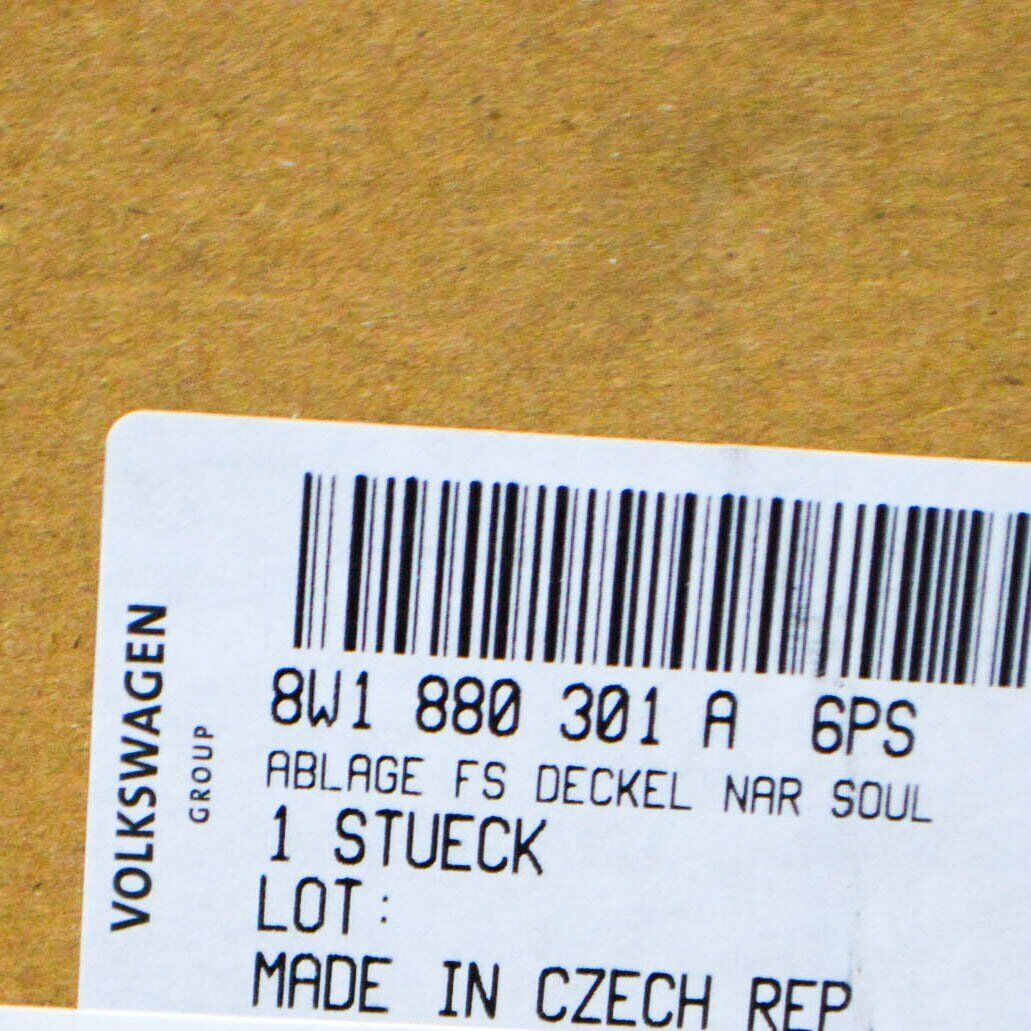 VOLKSWAGEN
GROUP
8W1 880 301 A 6PS
ABLAGE FS DECKEL NAR SOUL
1 STUECK
LOT:
MADE IN CZECH REP